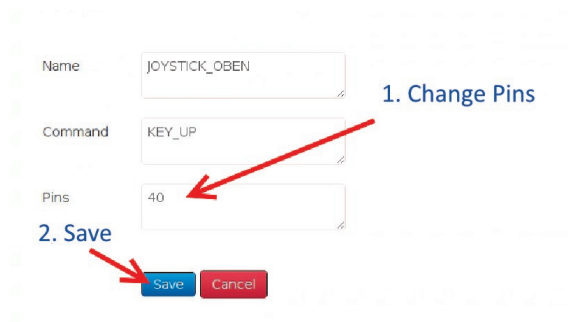 Name
JOYSTICK_OBEN
1. Change Pins
Command
KEY_UP
Pins
40
2. Save
Save
Cancel